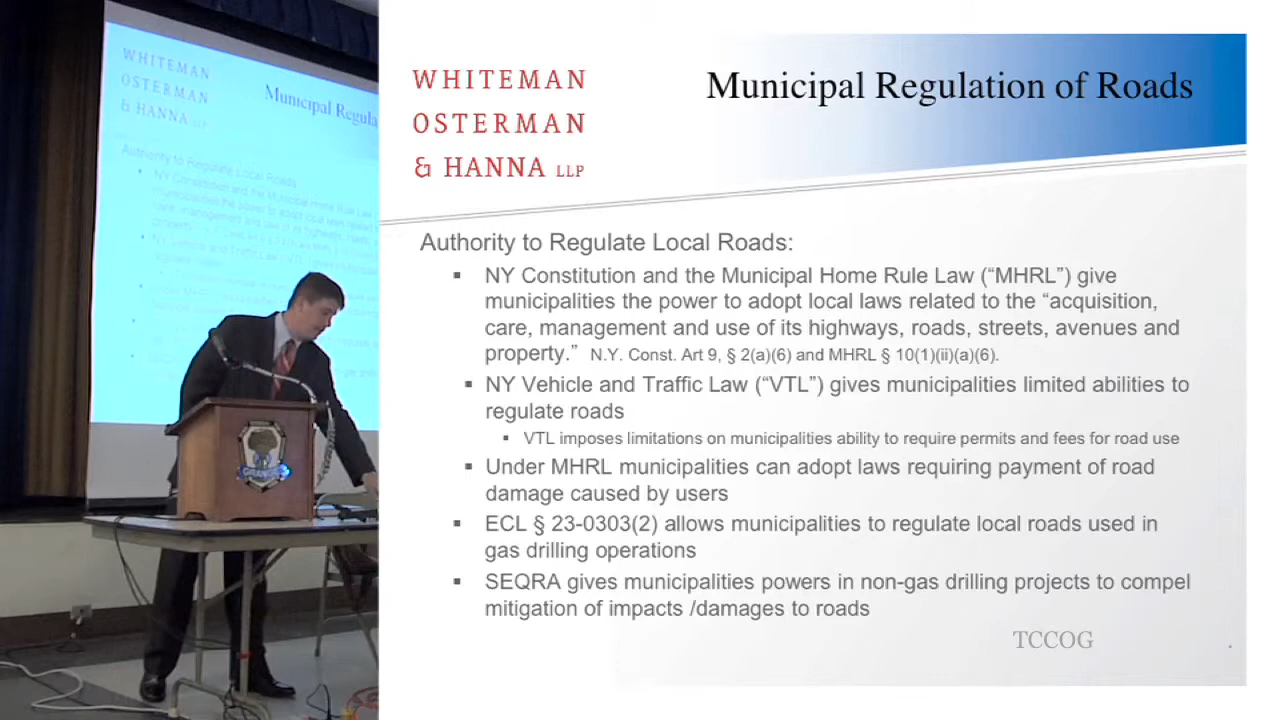 WHITEMAN
OSTERMAN
& HANNA LLP
Municipal Regula
Authority to Regulate Local Roads
WHITEMAN
OSTERMAN
& HANNA LLP
Municipal Regulation of Roads
Authority to Regulate Local Roads:
▪ NY Constitution and the Municipal Home Rule Law (“MHRL”) give
municipalities the power to adopt local laws related to the “acquisition,
care, management and use of its highways, roads, streets, avenues and
property.” N.Y. Const. Art 9, § 2(a)(6) and MHRL § 10(1)(ii)(a)(6).
▪ NY Vehicle and Traffic Law (“VTL”) gives municipalities limited abilities to
regulate roads
▪ VTL imposes limitations on municipalities ability to require permits and fees for road use
▪ Under MHRL municipalities can adopt laws requiring payment of road
damage caused by users
▪ ECL § 23-0303(2) allows municipalities to regulate local roads used in
gas drilling operations
▪ SEQRA gives municipalities powers in non-gas drilling projects to compel
mitigation of impacts /damages to roads
TCCOG